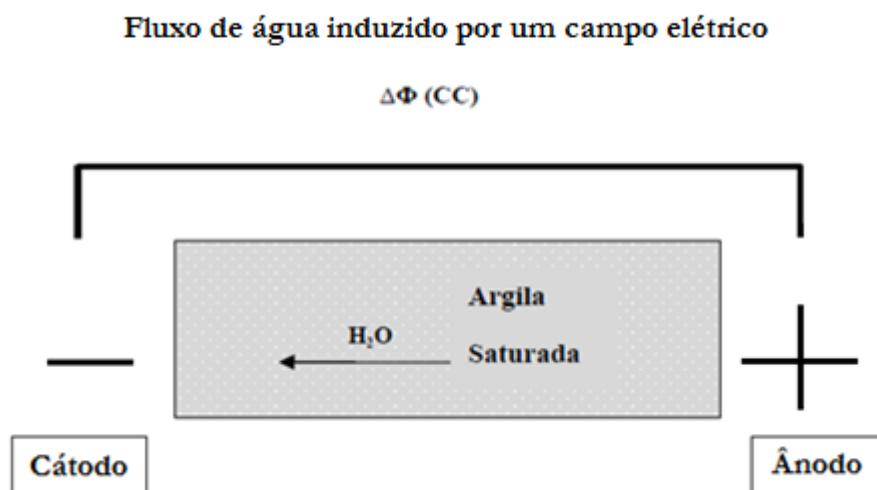 Fluxo de água induzido por um campo elétrico
ΔΦ (CC)
Argila
H₂O
Saturada
Cátodo
Ânodo